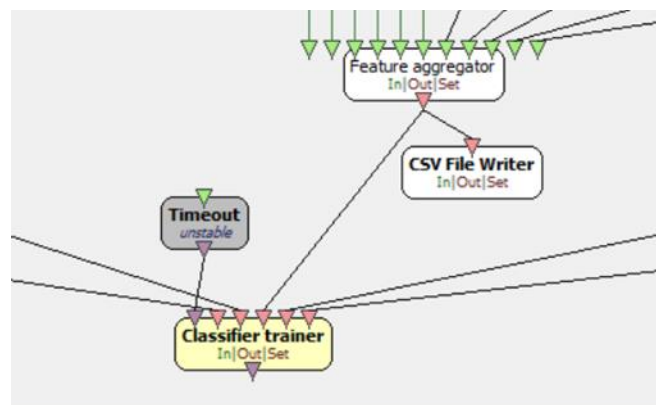 Feature aggregator
In|Out|Set
CSV File Writer
In|Out|Set
Timeout
unstable
Classifier trainer
In|Out|Set